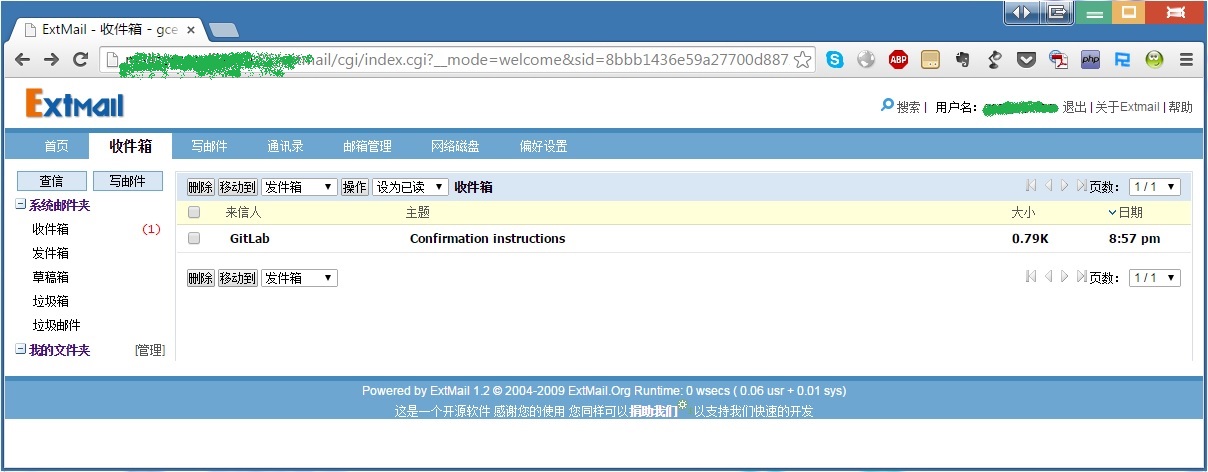 ExtMail - 收件箱 - gce
mail/cgi/index.cgi?__mode=welcome&sid=8bbb1436e59a27700d887
ABP
php
Extmail
搜索 | 用户名： 退出 | 关于Extmail | 帮助
首页 收件箱 写邮件 通讯录 邮箱管理 网络磁盘 偏好设置
查信 写邮件
系统邮件夹
收件箱 (1)
发件箱
草稿箱
垃圾箱
垃圾邮件
我的文件夹 [管理]
删除 移动到 发件箱 操作 设为已读 收件箱 页数： 1 / 1
来信人 主题 大小 日期
GitLab Confirmation instructions 0.79K 8:57 pm
删除 移动到 发件箱 页数： 1 / 1
Powered by ExtMail 1.2 © 2004-2009 ExtMail.Org Runtime: 0 wsecs ( 0.06 usr + 0.01 sys)
这是一个开源软件 感谢您的使用 您同样可以捐助我们 以支持我们快速的开发